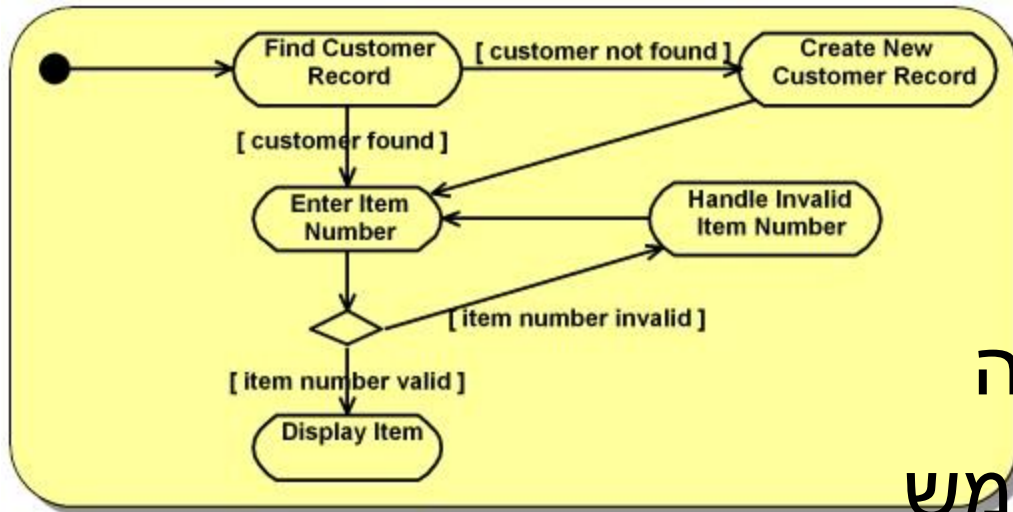 Find Customer
Record
[ customer not found ]
Create New
Customer Record
[ customer found ]
Enter Item
Number
Handle Invalid
Item Number
[ item number invalid ]
[ item number valid ]
Display Item